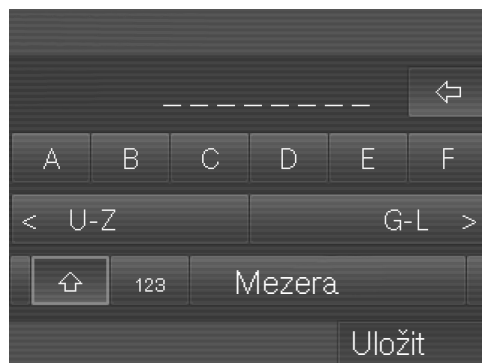 _ _ _ _ _ _ _ _ _
A B C D E F
< U-Z G-L >
123 Mezera
Uložit